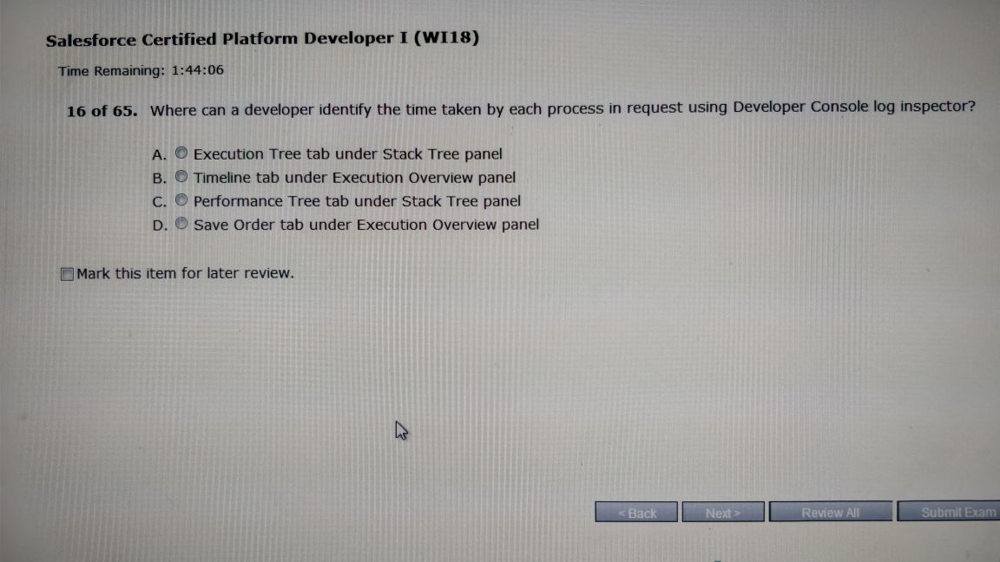 Salesforce Certified Platform Developer I (WI18)
Time Remaining: 1:44:06
16 of 65. Where can a developer identify the time taken by each process in request using Developer Console log inspector?
A. Execution Tree tab under Stack Tree panel
B. Timeline tab under Execution Overview panel
C. Performance Tree tab under Stack Tree panel
D. Save Order tab under Execution Overview panel
Mark this item for later review.
< Back Next > Review All Submit Exam